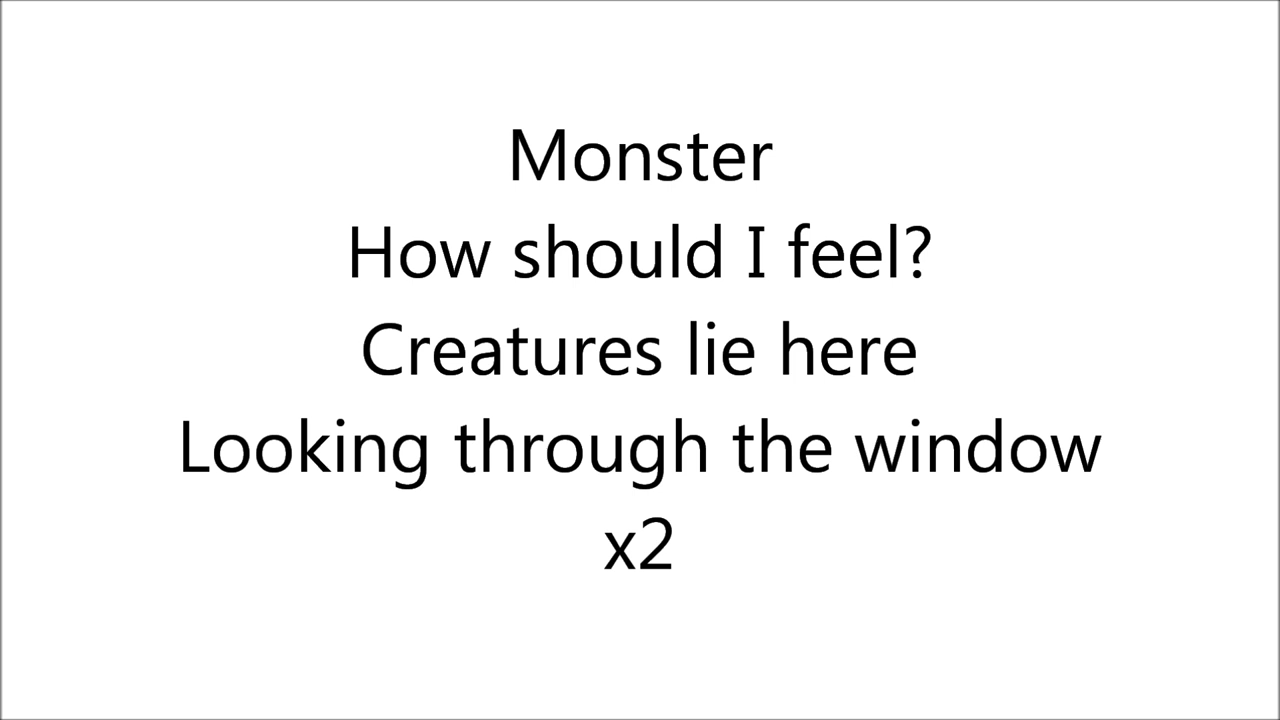 Monster
How should I feel?
Creatures lie here
Looking through the window
x2